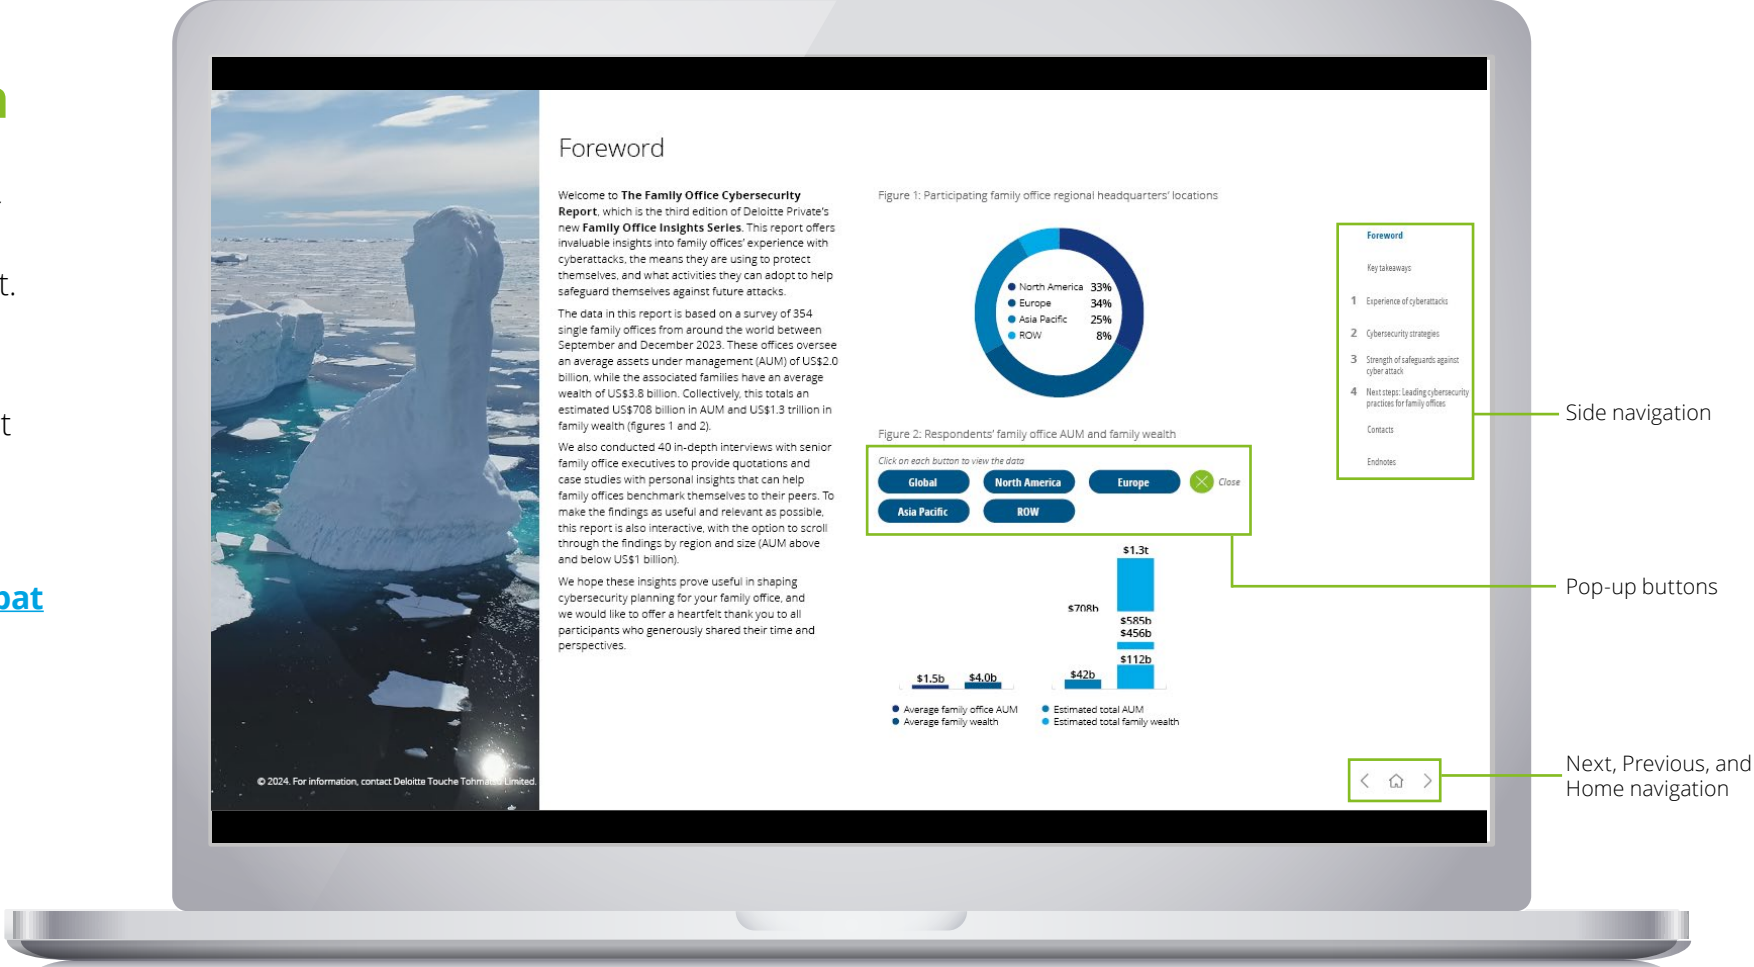 t.
t
bat
Foreword
Welcome to The Family Office Cybersecurity
Report, which is the third edition of Deloitte Private's
new Family Office Insights Series. This report offers
invaluable insights into family offices' experience with
cyberattacks, the means they are using to protect
themselves, and what activities they can adopt to help
safeguard themselves against future attacks.
The data in this report is based on a survey of 354
single family offices from around the world between
September and December 2023. These offices oversee
an average assets under management (AUM) of US$2.0
billion, while the associated families have an average
wealth of US$3.8 billion. Collectively, this totals an
estimated US$708 billion in AUM and US$1.3 trillion in
family wealth (figures 1 and 2).
We also conducted 40 in-depth interviews with senior
family office executives to provide quotations and
case studies with personal insights that can help
family offices benchmark themselves to their peers. To
make the findings as useful and relevant as possible,
this report is also interactive, with the option to scroll
through the findings by region and size (AUM above
and below US$1 billion).
We hope these insights prove useful in shaping
cybersecurity planning for your family office, and
we would like to offer a heartfelt thank you to all
participants who generously shared their time and
perspectives.
© 2024. For information, contact Deloitte Touche Tohmatsu Limited.
Figure 1: Participating family office regional headquarters' locations
North America 33%
Europe 34%
Asia Pacific 25%
ROW 8%
Figure 2: Respondents' family office AUM and family wealth
Click on each button to view the data
Global North America Europe Close
Asia Pacific ROW
$1.3t
$708b
$585b
$456b
$112b
$42b
$1.5b $4.0b
Average family office AUM
Average family wealth
Estimated total AUM
Estimated total family wealth
Foreword
Key takeaways
1 Experience of cyberattacks
2 Cybersecurity strategies
3 Strength of safeguards against
cyber attack
4 Next steps: Leading cybersecurity
practices for family offices
Contacts
Endnotes
Side navigation
Pop-up buttons
Next, Previous, and
Home navigation